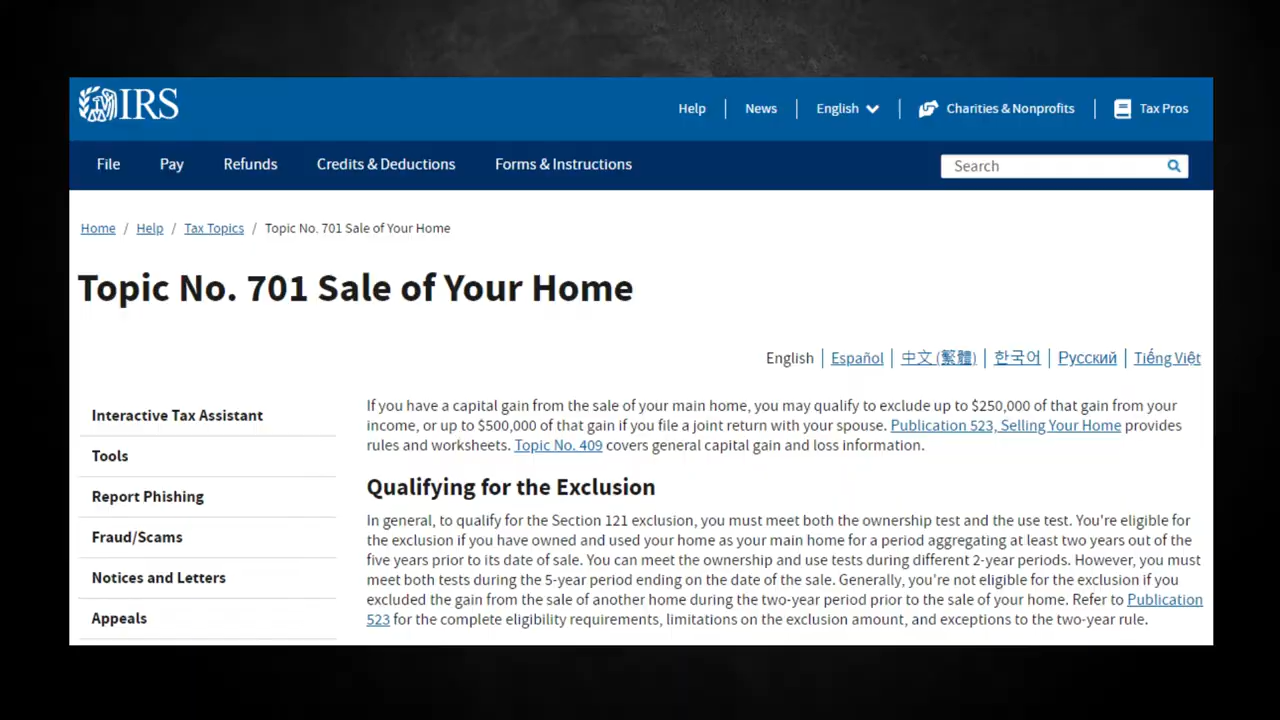 IRS
Help
News
English
Charities & Nonprofits
Tax Pros
File
Pay
Refunds
Credits & Deductions
Forms & Instructions
Search
Home / Help / Tax Topics / Topic No. 701 Sale of Your Home
Topic No. 701 Sale of Your Home
English | Español | 中文 (繁體) | 한국어 | Русский | Tiếng Việt
Interactive Tax Assistant
Tools
Report Phishing
Fraud/Scams
Notices and Letters
Appeals
If you have a capital gain from the sale of your main home, you may qualify to exclude up to $250,000 of that gain from your
income, or up to $500,000 of that gain if you file a joint return with your spouse. Publication 523, Selling Your Home provides
rules and worksheets. Topic No. 409 covers general capital gain and loss information.
Qualifying for the Exclusion
In general, to qualify for the Section 121 exclusion, you must meet both the ownership test and the use test. You're eligible for
the exclusion if you have owned and used your home as your main home for a period aggregating at least two years out of the
five years prior to its date of sale. You can meet the ownership and use tests during different 2-year periods. However, you must
meet both tests during the 5-year period ending on the date of the sale. Generally, you're not eligible for the exclusion if you
excluded the gain from the sale of another home during the two-year period prior to the sale of your home. Refer to Publication
523 for the complete eligibility requirements, limitations on the exclusion amount, and exceptions to the two-year rule.